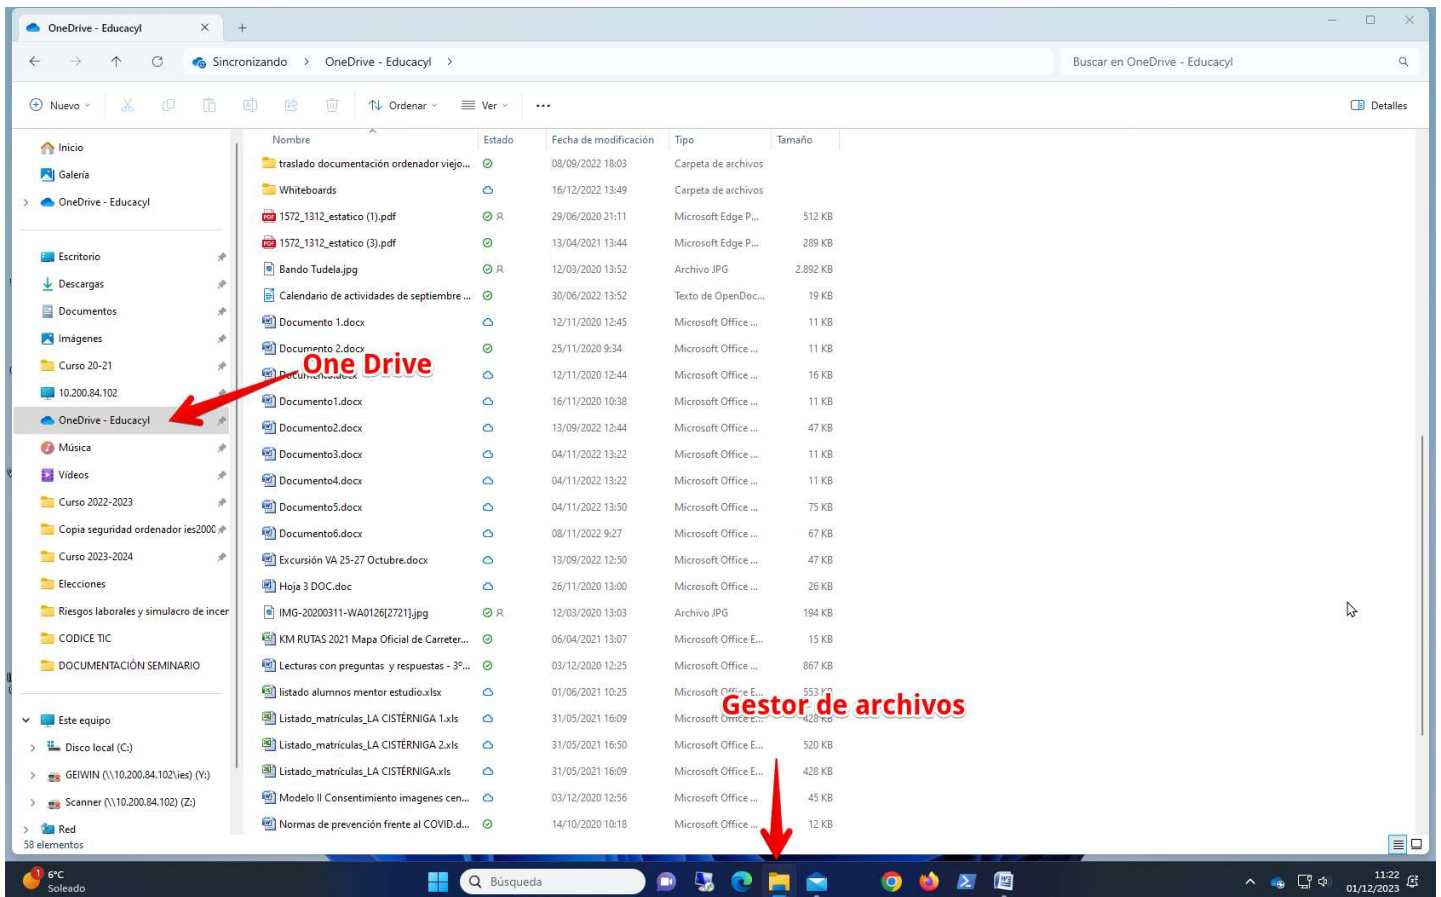 OneDrive - Educacyl
Sincronizando > OneDrive - Educacyl >
Buscar en OneDrive - Educacyl
Nuevo
Ordenar
Ver
Detalles
Inicio
Galería
OneDrive - Educacyl
Escritorio
Descargas
Documentos
Imágenes
Curso 20-21
10.200.84.102
OneDrive - Educacyl
Música
Vídeos
Curso 2022-2023
Copia seguridad ordenador ies2000
Curso 2023-2024
Elecciones
Riesgos laborales y simulacro de incer
CODICE TIC
DOCUMENTACIÓN SEMINARIO
Este equipo
Disco local (C:)
GEIWIN (\\10.200.84.102\ies) (Y:)
Scanner (\\10.200.84.102) (Z:)
Red
58 elementos
Nombre Estado Fecha de modificación Tipo Tamaño
traslado documentación ordenador viejo... 08/09/2022 18:03 Carpeta de archivos
Whiteboards 16/12/2022 13:49 Carpeta de archivos
1572_1312_estatico (1).pdf 29/06/2020 21:11 Microsoft Edge P... 512 KB
1572_1312_estatico (3).pdf 13/04/2021 13:44 Microsoft Edge P... 289 KB
Bando Tudela.jpg 12/03/2020 13:52 Archivo JPG 2.892 KB
Calendario de actividades de septiembre ... 30/06/2022 13:52 Texto de OpenDoc... 19 KB
Documento 1.docx 12/11/2020 12:45 Microsoft Office ... 11 KB
Documento 2.docx 25/11/2020 9:34 Microsoft Office ... 11 KB
One Drive
12/11/2020 12:44 Microsoft Office ... 16 KB
Documento1.docx 16/11/2020 10:38 Microsoft Office ... 11 KB
Documento2.docx 13/09/2022 12:44 Microsoft Office ... 47 KB
Documento3.docx 04/11/2022 13:22 Microsoft Office ... 11 KB
Documento4.docx 04/11/2022 13:22 Microsoft Office ... 11 KB
Documento5.docx 04/11/2022 13:50 Microsoft Office ... 75 KB
Documento6.docx 08/11/2022 9:27 Microsoft Office ... 67 KB
Excursión VA 25-27 Octubre.docx 13/09/2022 12:50 Microsoft Office ... 47 KB
Hoja 3 DOC.doc 26/11/2020 13:00 Microsoft Office ... 26 KB
IMG-20200311-WA0126[2721].jpg 12/03/2020 13:03 Archivo JPG 194 KB
KM RUTAS 2021 Mapa Oficial de Carreter... 06/04/2021 13:07 Microsoft Office E... 15 KB
Lecturas con preguntas y respuestas - 3º... 03/12/2020 12:25 Microsoft Office ... 867 KB
listado alumnos mentor estudio.xlsx 01/06/2021 10:25 Microsoft Office E... 553 KB
Gestor de archivos
Listado_matrículas_LA CISTÉRNIGA 1.xls 31/05/2021 16:09 Microsoft Office E... 428 KB
Listado_matrículas_LA CISTÉRNIGA 2.xls 31/05/2021 16:50 Microsoft Office E... 520 KB
Listado_matrículas_LA CISTÉRNIGA.xls 31/05/2021 16:09 Microsoft Office E... 428 KB
Modelo II Consentimiento imagenes cen... 03/12/2020 12:56 Microsoft Office ... 45 KB
Normas de prevención frente al COVID.d... 14/10/2020 10:18 Microsoft Office ... 12 KB
1
6°C
Soleado
Búsqueda
11:22
01/12/2023